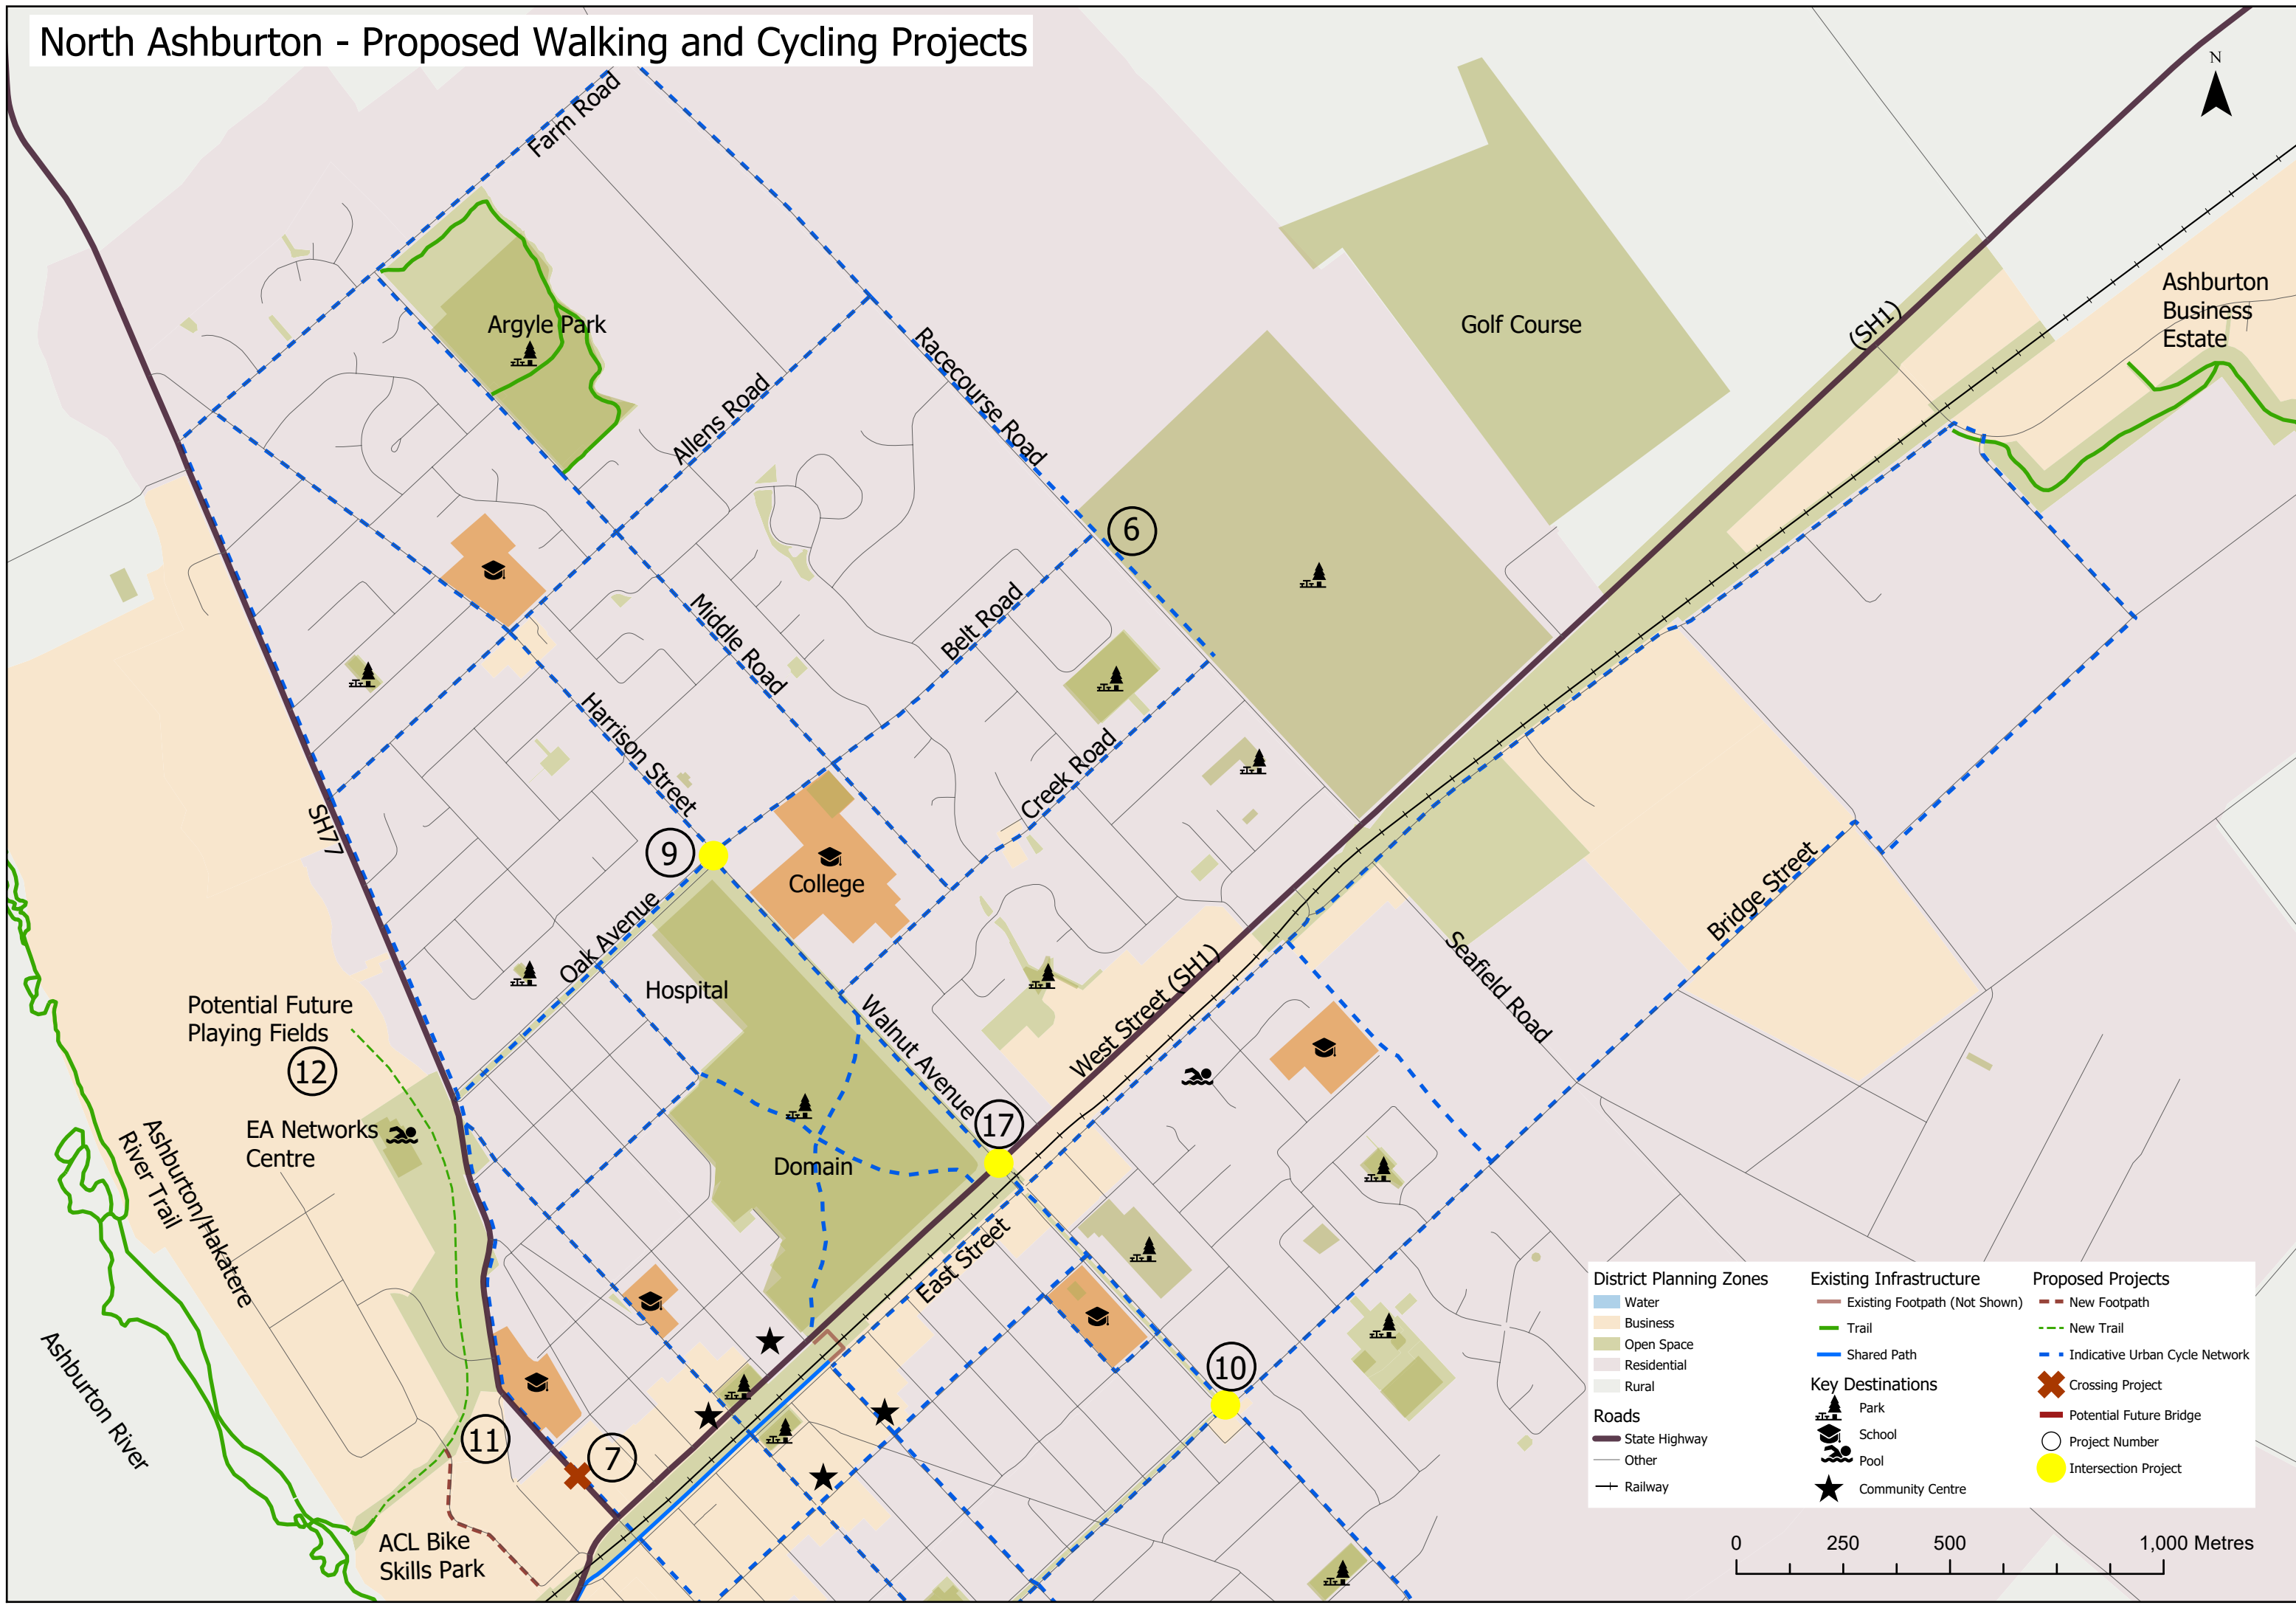 North Ashburton - Proposed Walking and Cycling Projects
N
Farm Road
Argyle Park
Allens Road
Racecourse Road
Golf Course
(SH1)
Ashburton
Business
Estate
6
Middle Road
Belt Road
Harrison Street
Creek Road
SH77
9
College
Oak Avenue
Hospital
Walnut Avenue
West Street (SH1)
Seafield Road
Bridge Street
Potential Future
Playing Fields
12
EA Networks
Centre
Ashburton/Hakatere
River Trail
Ashburton River
17
Domain
East Street
10
11
7
ACL Bike
Skills Park
District Planning Zones
Water
Business
Open Space
Residential
Rural
Roads
State Highway
Other
Railway
Existing Infrastructure
Existing Footpath (Not Shown)
Trail
Shared Path
Key Destinations
Park
School
Pool
Community Centre
Proposed Projects
New Footpath
New Trail
Indicative Urban Cycle Network
Crossing Project
Potential Future Bridge
Project Number
Intersection Project
0 250 500 1,000 Metres